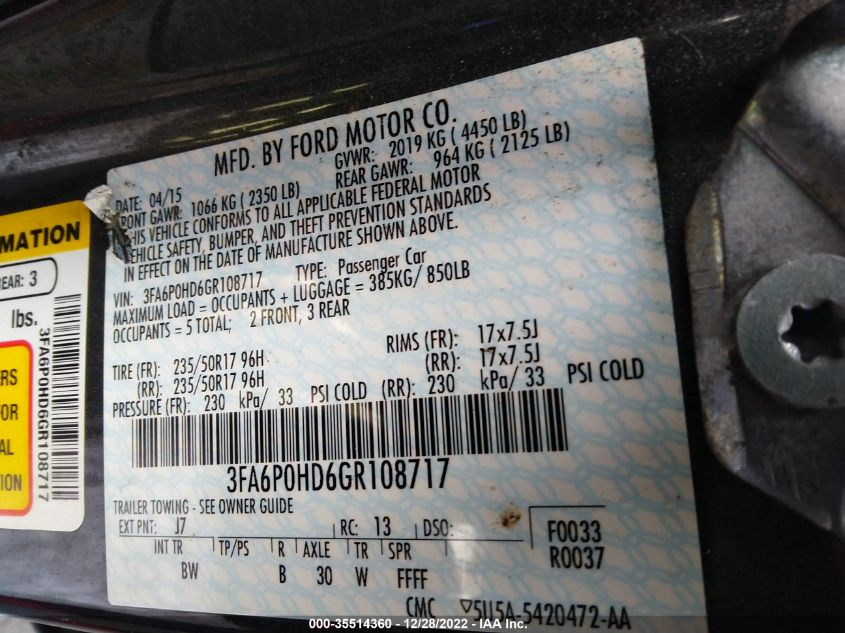 MFD. BY FORD MOTOR CO.
DATE: 04/15 GVWR: 2019 KG ( 4450 LB)
FRONT GAWR: 1066 KG ( 2350 LB) REAR GAWR: 964 KG ( 2125 LB)
THIS VEHICLE CONFORMS TO ALL APPLICABLE FEDERAL MOTOR
VEHICLE SAFETY, BUMPER, AND THEFT PREVENTION STANDARDS
IN EFFECT ON THE DATE OF MANUFACTURE SHOWN ABOVE.
VIN: 3FA6P0HD6GR108717 TYPE: Passenger Car
MAXIMUM LOAD = OCCUPANTS + LUGGAGE = 385KG/ 850LB
OCCUPANTS = 5 TOTAL; 2 FRONT, 3 REAR
TIRE (FR): 235/50R17 96H RIMS (FR): 17x7.5J
(RR): 235/50R17 96H (RR): 17x7.5J
PRESSURE (FR): 230 kPa/ 33 PSI COLD (RR): 230 kPa/ 33 PSI COLD
3FA6P0HD6GR108717
TRAILER TOWING - SEE OWNER GUIDE
EXT PNT: J7 RC: 13 DSO: F0033
R0037
INT TR TP/PS R AXLE TR SPR
BW B 30 W FFFF
CMC 5U5A-5420472-AA
MATION
REAR: 3
lbs.
3FA6P0HD6GR108717
ERS
FOR
AL
ION
000-35514360 - 12/28/2022 - IAA Inc.